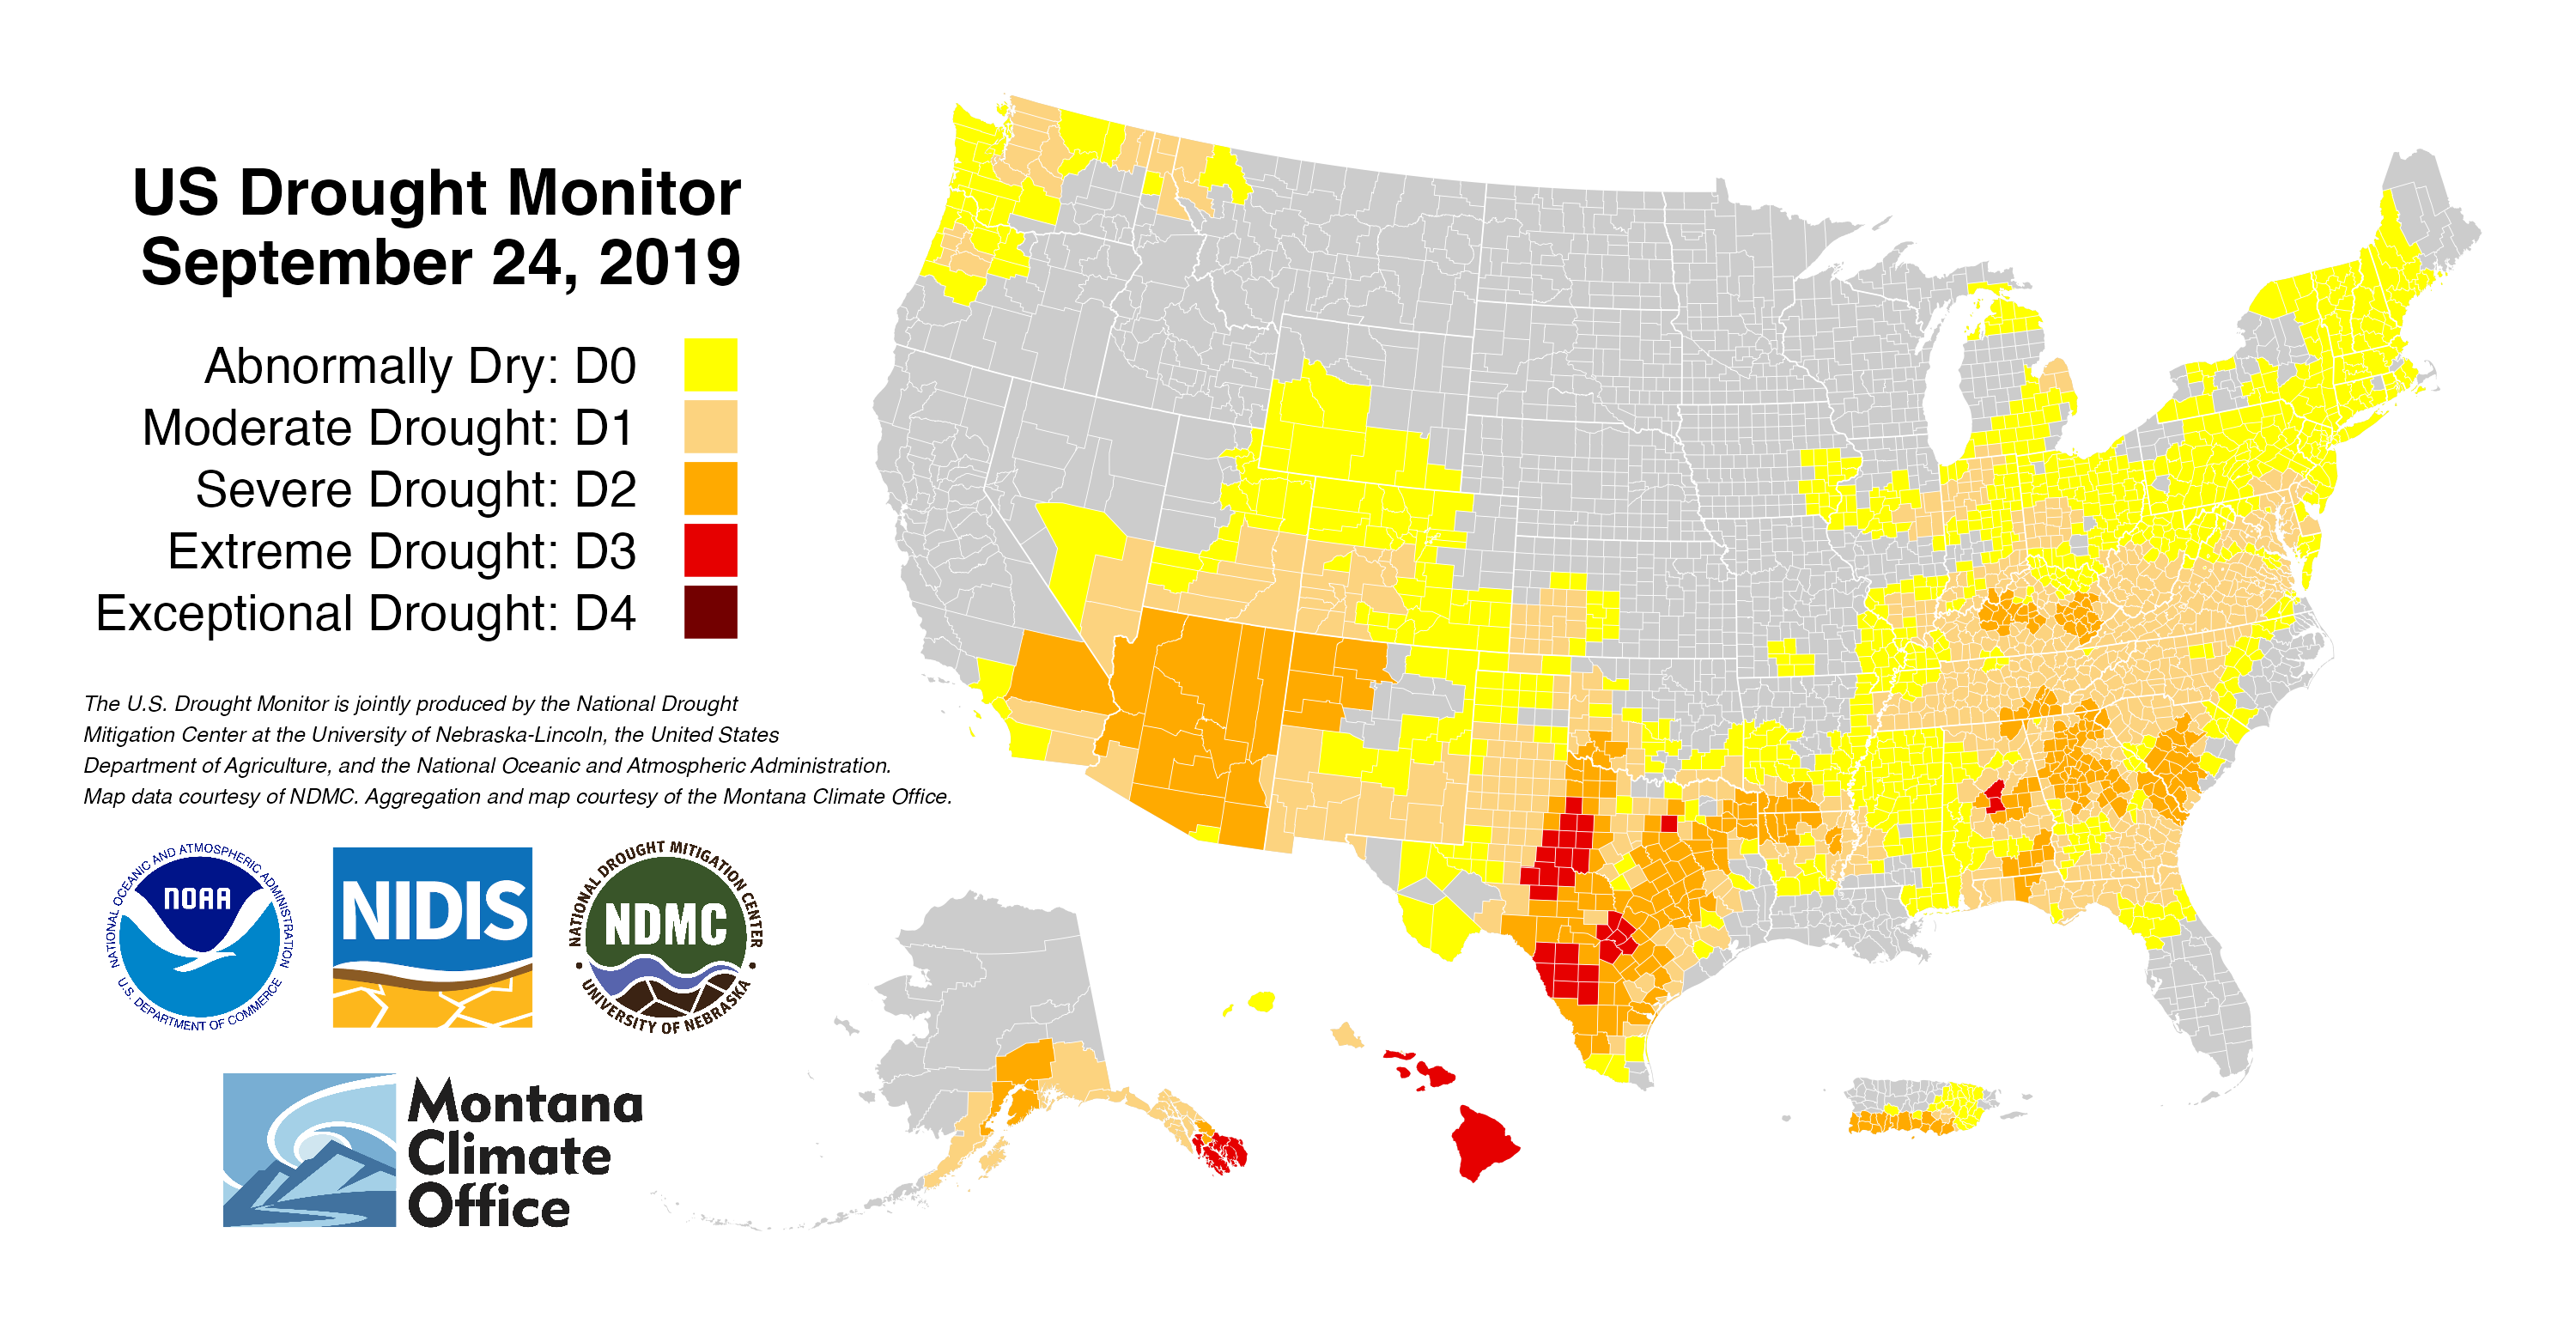 US Drought Monitor
September 24, 2019
Abnormally Dry: D0
Moderate Drought: D1
Severe Drought: D2
Extreme Drought: D3
Exceptional Drought: D4
The U.S. Drought Monitor is jointly produced by the National Drought
Mitigation Center at the University of Nebraska-Lincoln, the United States
Department of Agriculture, and the National Oceanic and Atmospheric Administration.
Map data courtesy of NDMC. Aggregation and map courtesy of the Montana Climate Office.
NATIONAL OCEANIC AND ATMOSPHERIC ADMINISTRATION
NOAA
U.S. DEPARTMENT OF COMMERCE
NIDIS
NATIONAL DROUGHT MITIGATION CENTER
NDMC
UNIVERSITY OF NEBRASKA
Montana
Climate
Office